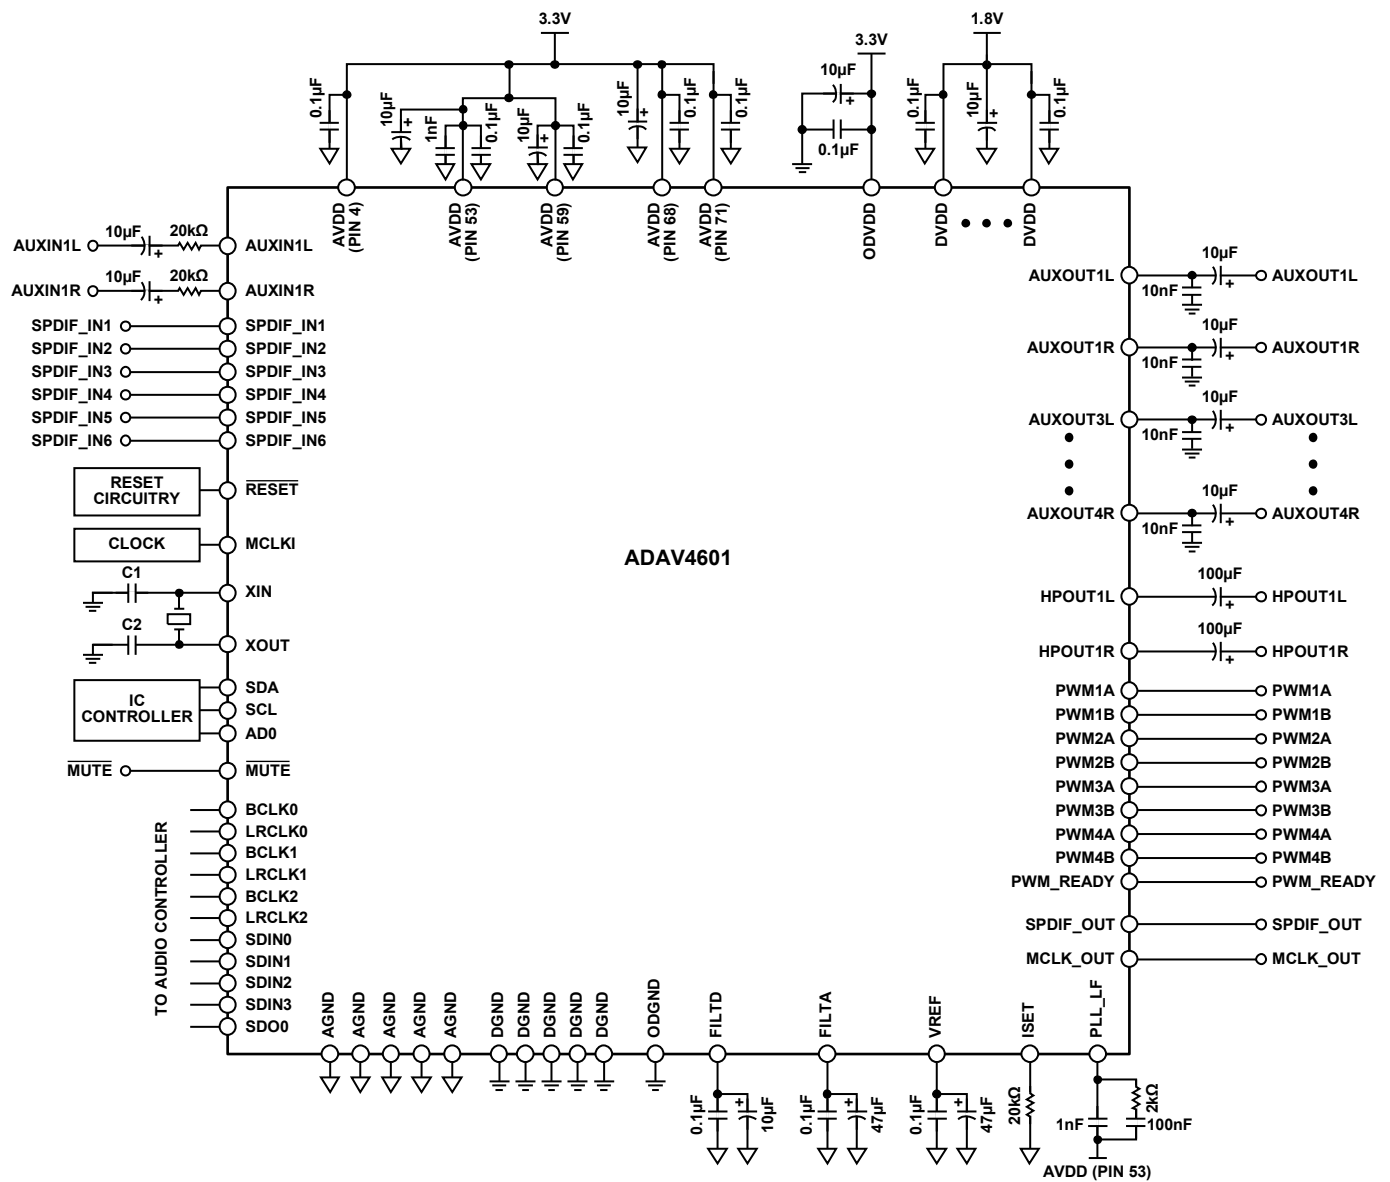 3.3V
3.3V
1.8V
0.1µF
10µF
1nF
0.1µF
10µF
0.1µF
10µF
0.1µF
0.1µF
10µF
0.1µF
0.1µF
10µF
0.1µF
AVDD
(PIN 4)
AVDD
(PIN 53)
AVDD
(PIN 59)
AVDD
(PIN 68)
AVDD
(PIN 71)
ODVDD
DVDD
DVDD
AUXIN1L
10µF
20kΩ
AUXIN1L
AUXIN1R
10µF
20kΩ
AUXIN1R
SPDIF_IN1
SPDIF_IN1
SPDIF_IN2
SPDIF_IN2
SPDIF_IN3
SPDIF_IN3
SPDIF_IN4
SPDIF_IN4
SPDIF_IN5
SPDIF_IN5
SPDIF_IN6
SPDIF_IN6
RESET
CIRCUITRY
RESET
CLOCK
MCLKI
C1
XIN
C2
XOUT
IC
CONTROLLER
SDA
SCL
AD0
MUTE
MUTE
TO AUDIO CONTROLLER
BCLK0
LRCLK0
BCLK1
LRCLK1
BCLK2
LRCLK2
SDIN0
SDIN1
SDIN2
SDIN3
SDO0
ADAV4601
AUXOUT1L
10nF
10µF
AUXOUT1L
AUXOUT1R
10nF
10µF
AUXOUT1R
AUXOUT3L
10nF
10µF
AUXOUT3L
AUXOUT4R
10nF
10µF
AUXOUT4R
HPOUT1L
100µF
HPOUT1L
HPOUT1R
100µF
HPOUT1R
PWM1A
PWM1A
PWM1B
PWM1B
PWM2A
PWM2A
PWM2B
PWM2B
PWM3A
PWM3A
PWM3B
PWM3B
PWM4A
PWM4A
PWM4B
PWM4B
PWM_READY
PWM_READY
SPDIF_OUT
SPDIF_OUT
MCLK_OUT
MCLK_OUT
AGND
AGND
AGND
AGND
AGND
DGND
DGND
DGND
DGND
DGND
ODGND
FILTD
FILTA
VREF
ISET
PLL_LF
0.1µF
10µF
0.1µF
47µF
0.1µF
47µF
20kΩ
1nF
2kΩ
100nF
AVDD (PIN 53)